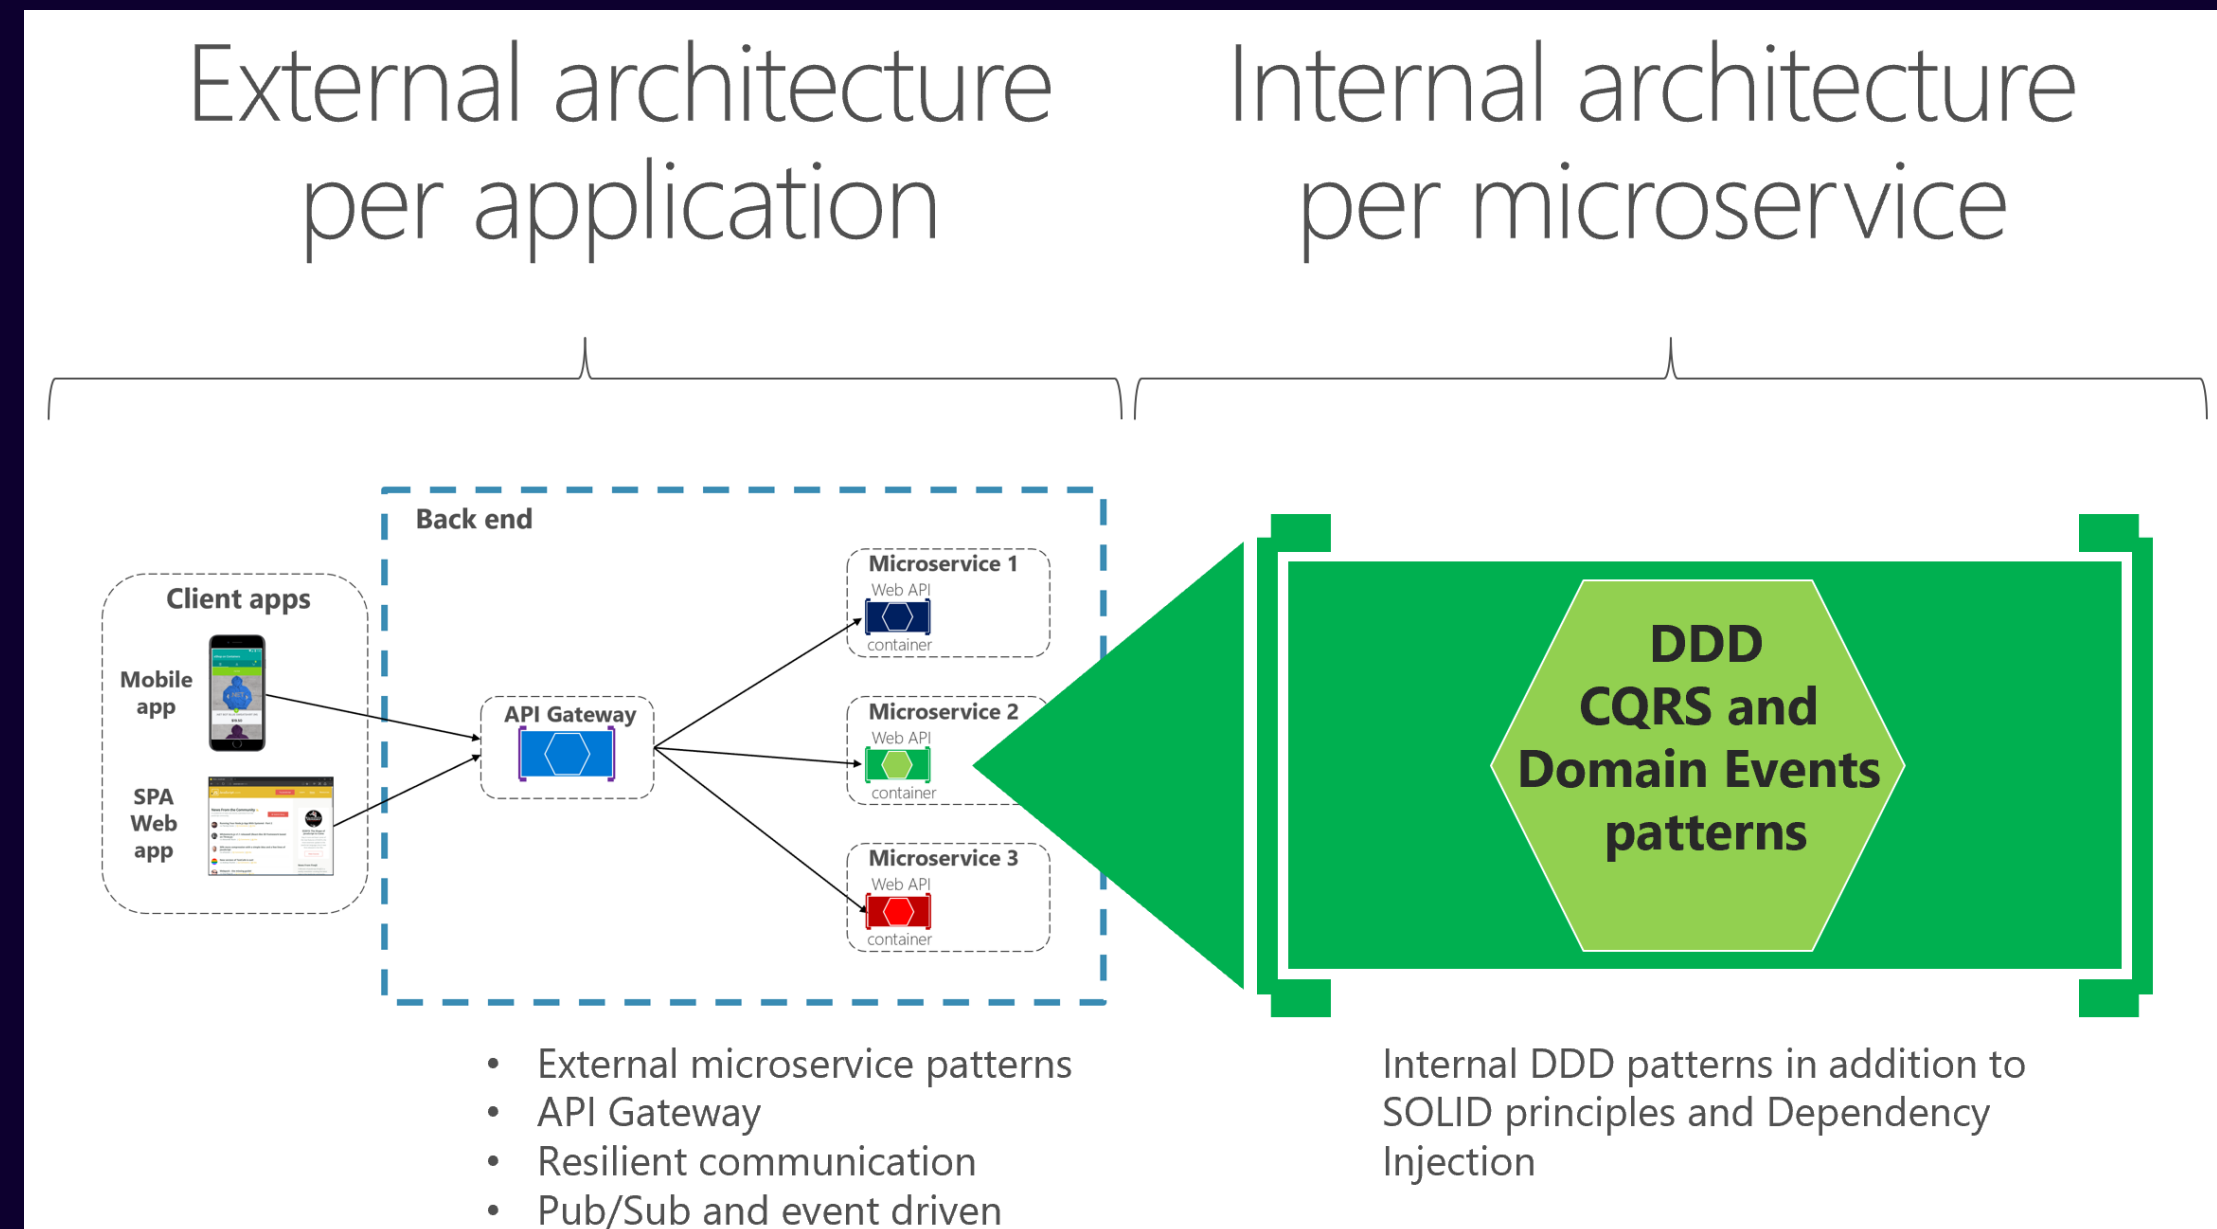 External architecture
per application
Internal architecture
per microservice
Back end
Client apps
Mobile
app
SPA
Web
app
API Gateway
Microservice 1
Web API
container
Microservice 2
Web API
container
Microservice 3
Web API
container
DDD
CQRS and
Domain Events
patterns
• External microservice patterns
• API Gateway
• Resilient communication
• Pub/Sub and event driven
Internal DDD patterns in addition to
SOLID principles and Dependency
Injection